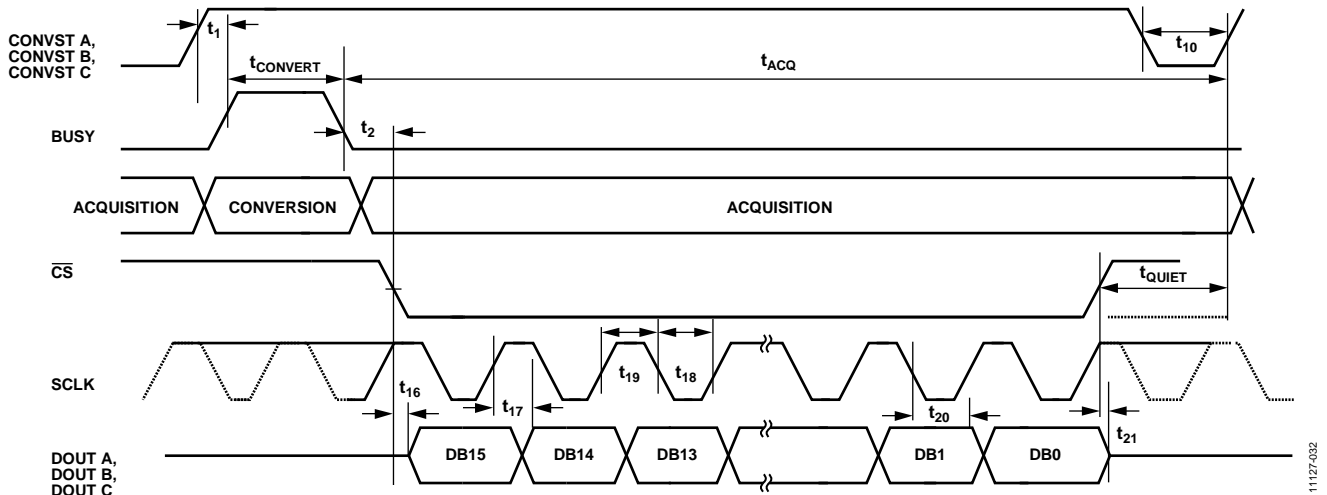 CONVST A,
CONVST B,
CONVST C
t1
tCONVERT
tACQ
t10
BUSY
t2
ACQUISITION
CONVERSION
ACQUISITION
CS
tQUIET
SCLK
t16
t17
t19
t18
t20
t21
DOUT A,
DOUT B,
DOUT C
DB15
DB14
DB13
DB1
DB0
11127-032